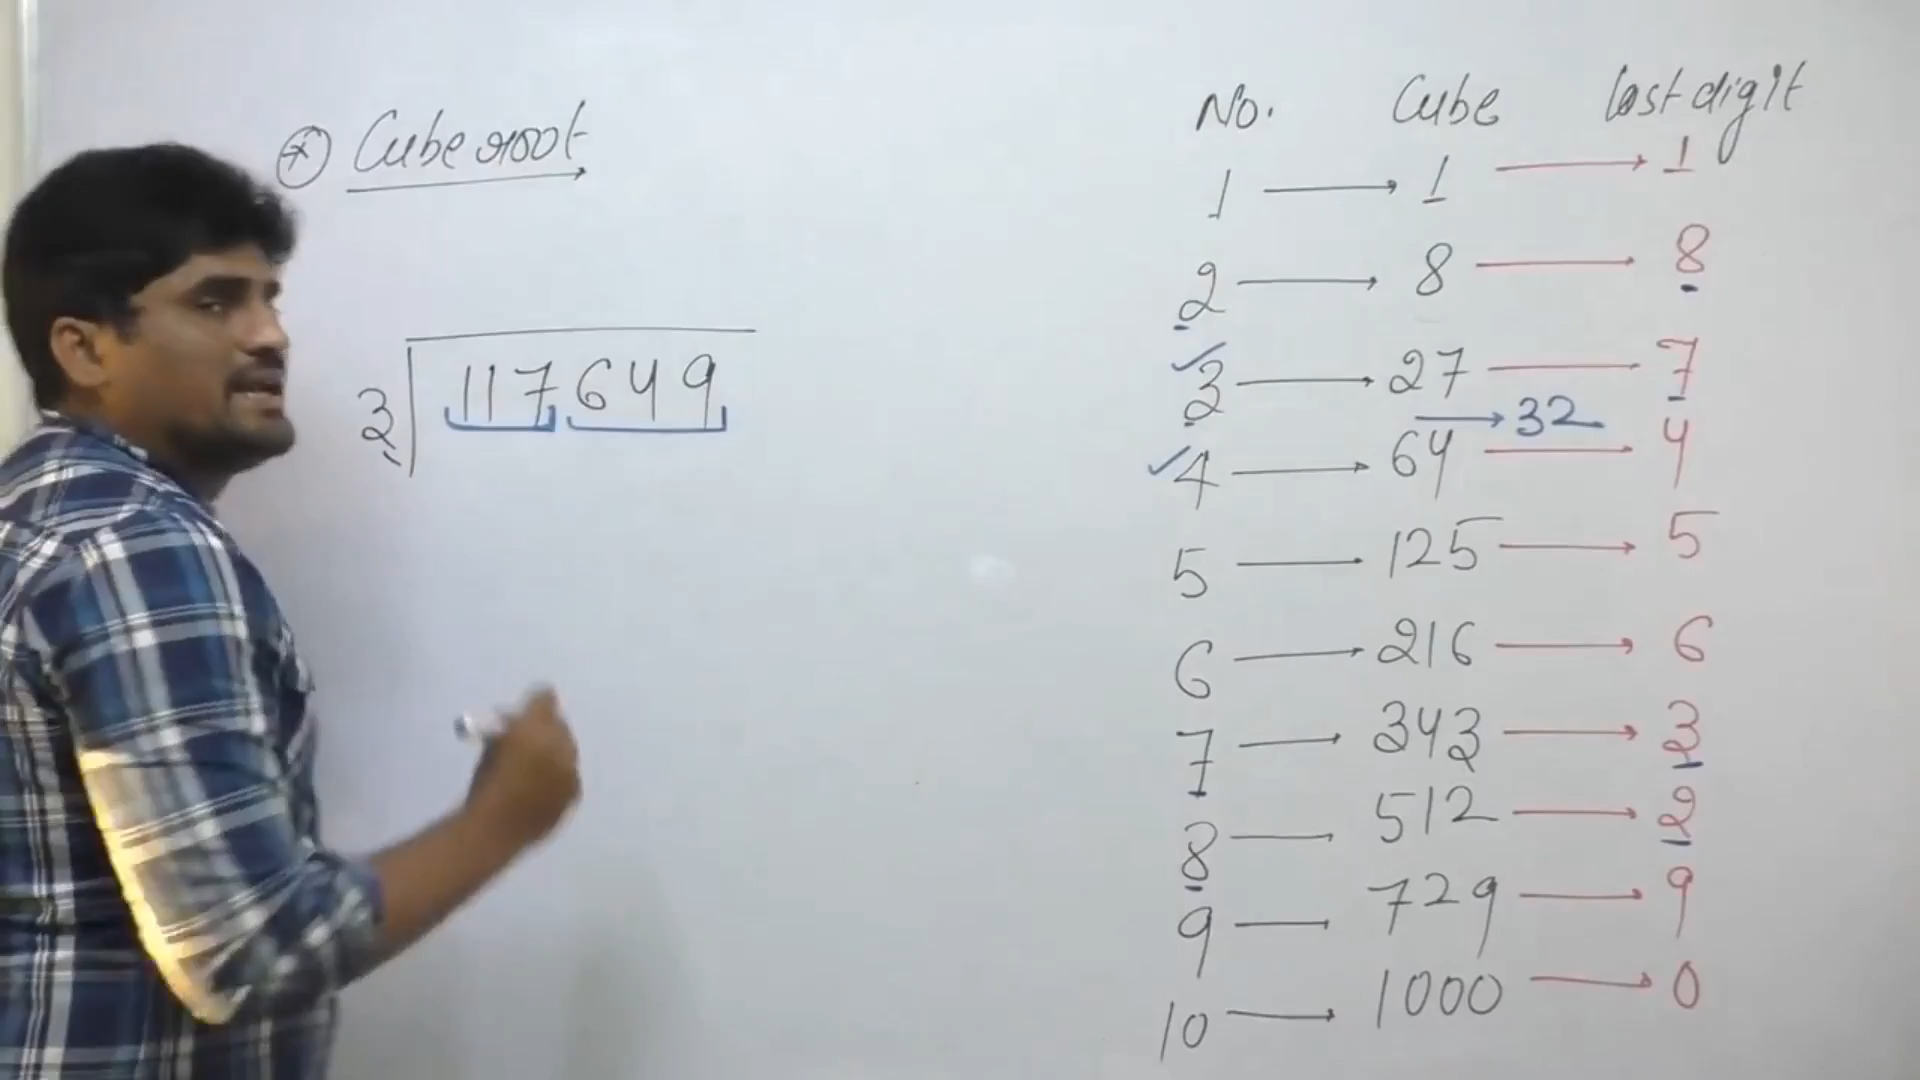 * Cube root
3 117649
No. Cube last digit
1 → 1 → 1
2 → 8 → 8
3 → 27 → 7
→ 32
4 → 64 → 4
5 — 125 → 5
6 → 216 → 6
7 — 343 → 3
8 — 512 → 2
9 — 729 → 9
10 → 1000 → 0